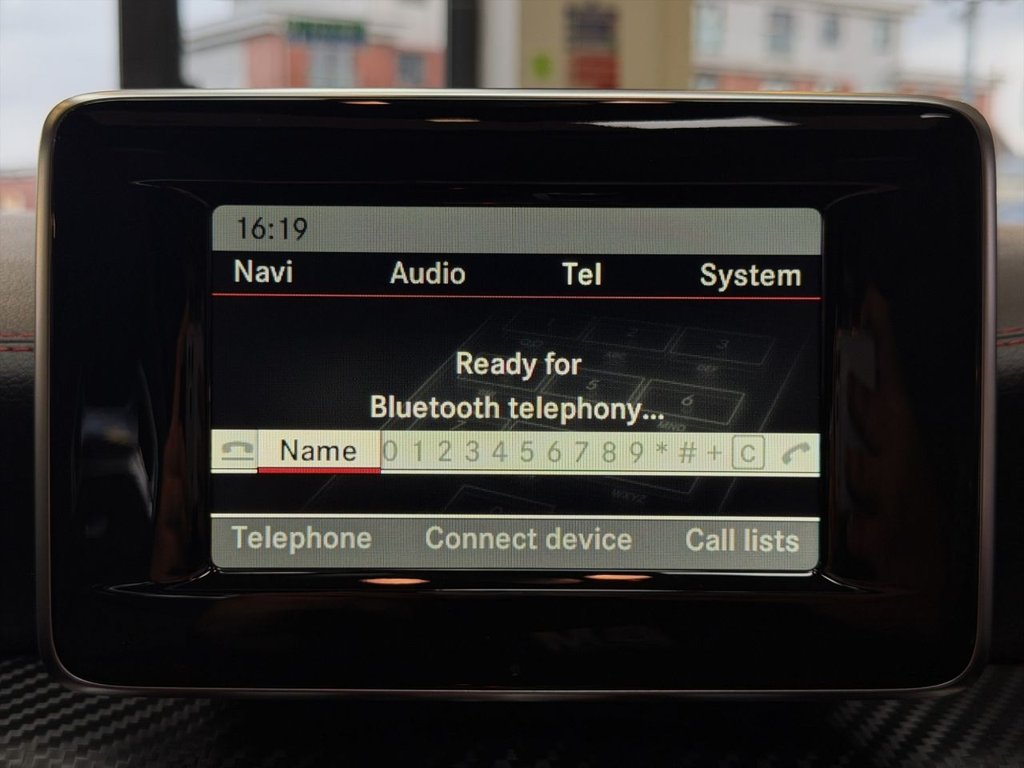 16:19
Navi Audio Tel System
Ready for
Bluetooth telephony...
Name 0 1 2 3 4 5 6 7 8 9 * # + C
Telephone Connect device Call lists